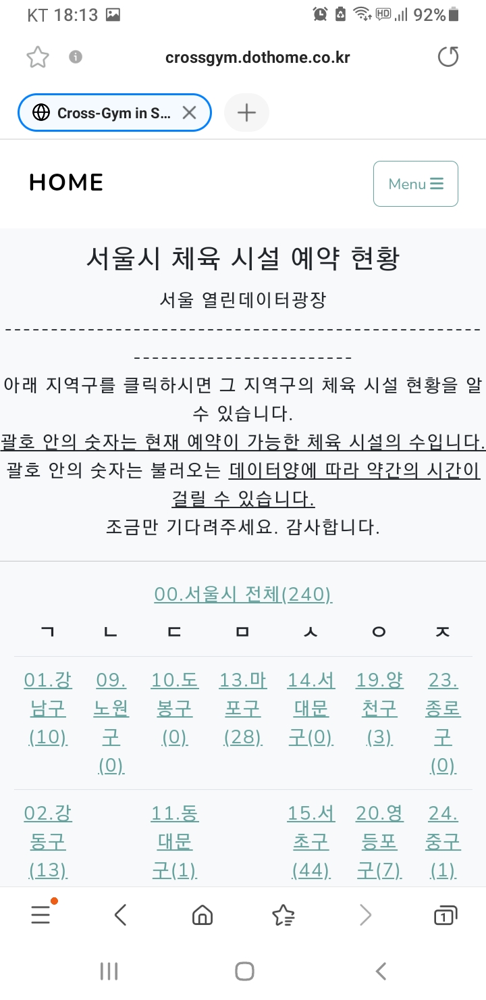 KT 18:13
HD 92%
crossgym.dothome.co.kr
Cross-Gym in S...
HOME
Menu
서울시 체육 시설 예약 현황
서울 열린데이터광장
----------------------------------------------------
------------------------
아래 지역구를 클릭하시면 그 지역구의 체육 시설 현황을 알
수 있습니다.
괄호 안의 숫자는 현재 예약이 가능한 체육 시설의 수입니다.
괄호 안의 숫자는 불러오는 데이터양에 따라 약간의 시간이
걸릴 수 있습니다.
조금만 기다려주세요. 감사합니다.
00.서울시 전체(240)
ㄱ ㄴ ㄷ ㅁ ㅅ ㅇ ㅈ
01.강 09. 10.도 13.마 14.서 19.양 23.
남구 노원 봉구 포구 대문 천구 종로
(10) 구 (0) (28) 구(0) (3) 구
(0) (0)
02.강 11.동 15.서 20.영 24.
동구 대문 초구 등포 중구
(13) 구(1) (44) 구(7) (1)
1